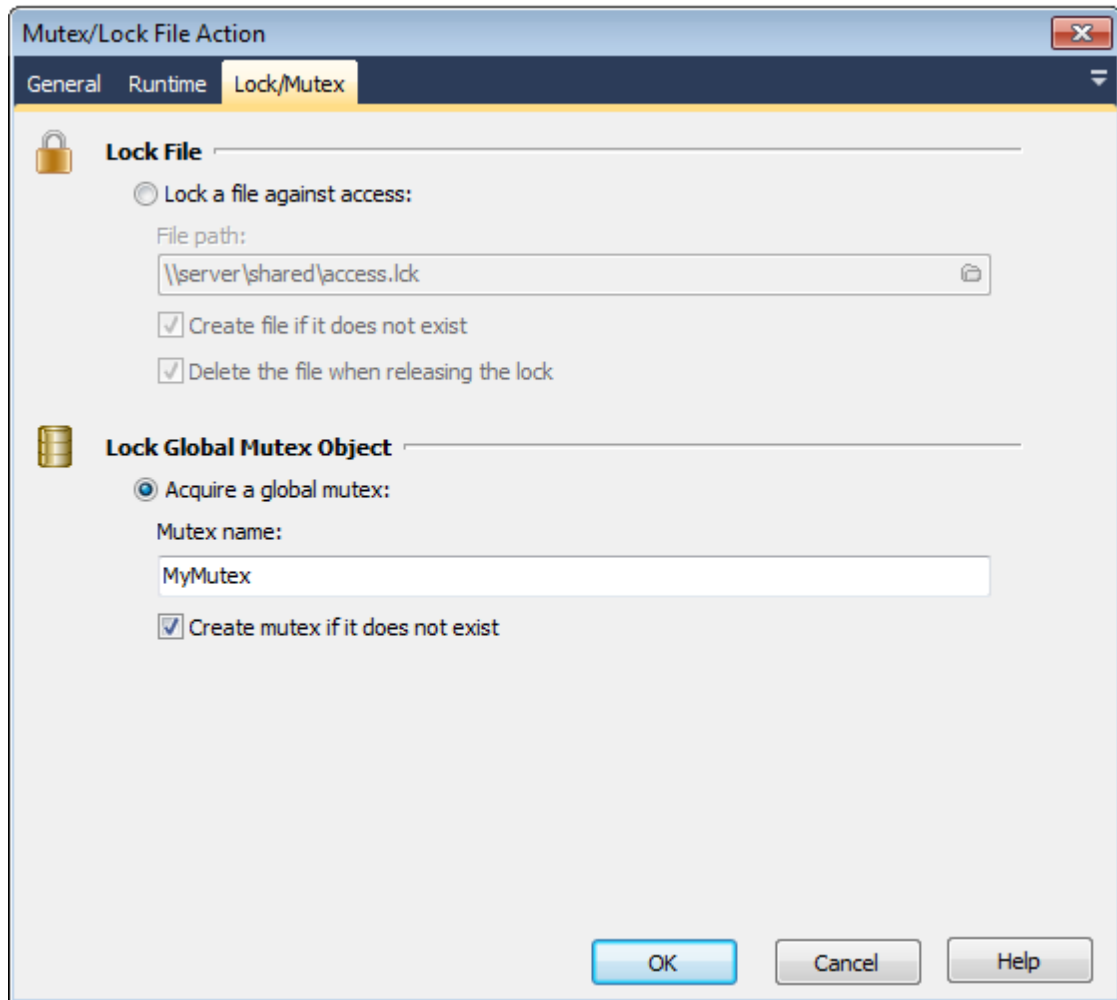 Mutex/Lock File Action
General Runtime Lock/Mutex
Lock File
Lock a file against access:
File path:
\\server\shared\access.lck
Create file if it does not exist
Delete the file when releasing the lock
Lock Global Mutex Object
Acquire a global mutex:
Mutex name:
MyMutex
Create mutex if it does not exist
OK Cancel Help